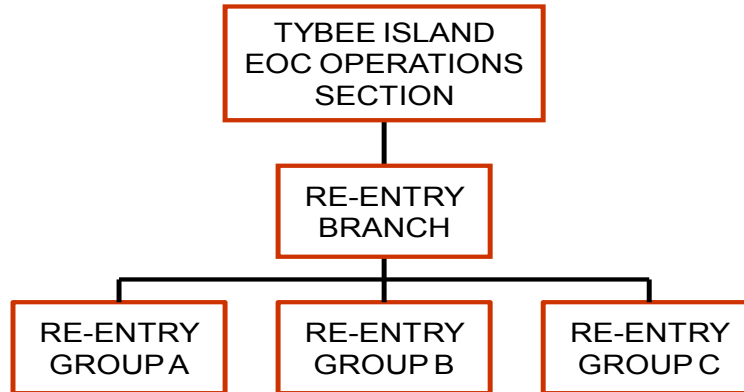 TYBEE ISLAND
EOC OPERATIONS
SECTION
RE-ENTRY
BRANCH
RE-ENTRY
GROUP A
RE-ENTRY
GROUP B
RE-ENTRY
GROUP C